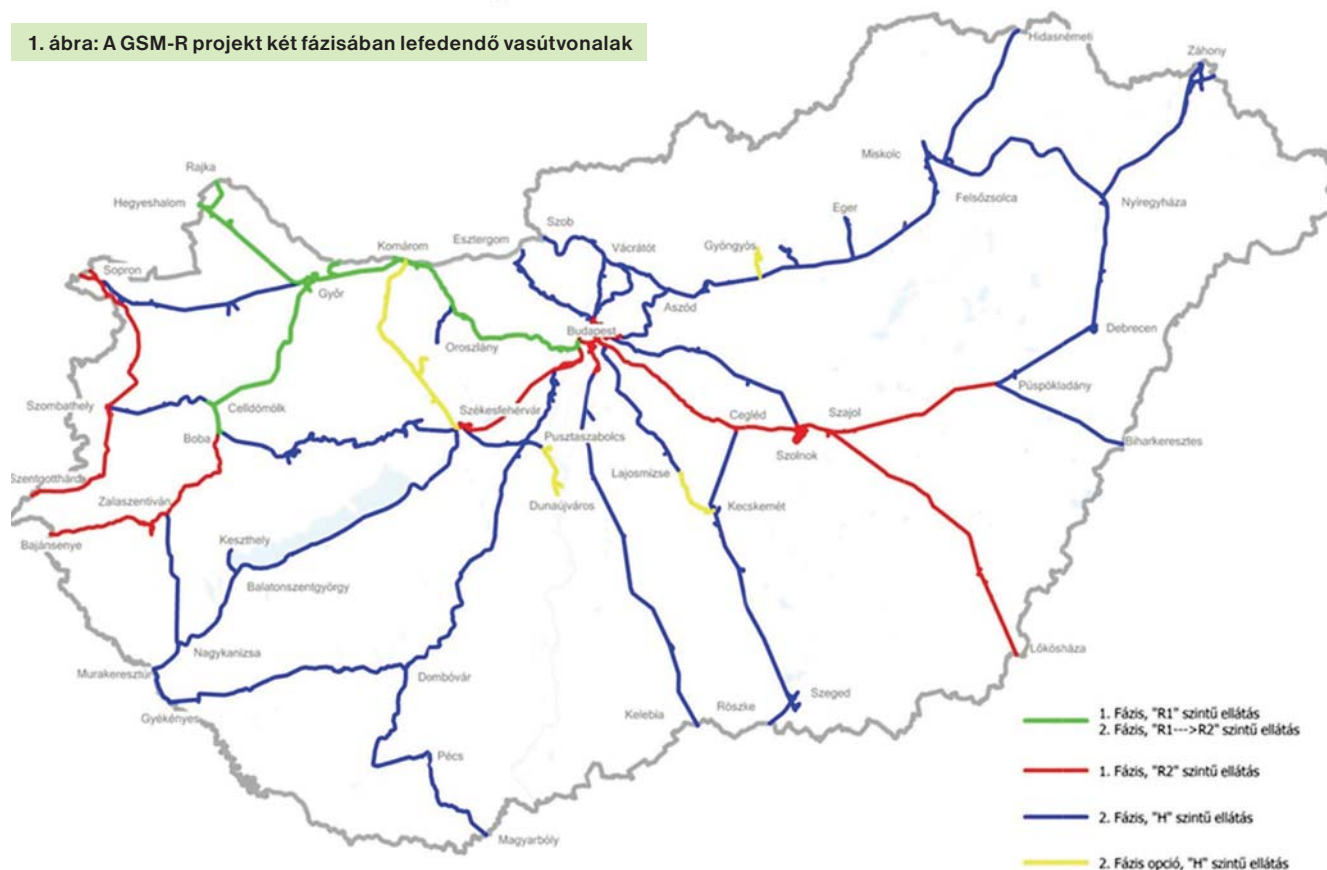 1. ábra: A GSM-R projekt két fázisában lefedendő vasútvonalak
Hidasnémeti
Záhony
Miskolc
Felsőzsolca
Nyíregyháza
Rajka
Hegyeshalom
Sopron
Győr
Komárom
Esztergom
Szob
Vácrátót
Gyöngyös
Eger
Aszód
Oroszlány
Budapest
Debrecen
Püspökladány
Biharkeresztes
Szombathely
Celldömölk
Boba
Székesfehérvár
Pusztaszabolcs
Cegléd
Szajol
Szolnok
Lajosmizse
Kecskemét
Szentgotthárd
Zalaszentiván
Dunaújváros
Bajánsenye
Keszthely
Balatonszentgyörgy
Nagykanizsa
Murakeresztúr
Gyékényes
Dombóvár
Kelebia
Röszke
Szeged
Lőkösháza
Pécs
Magyarbóly
1. Fázis, "R1" szintű ellátás
2. Fázis, "R1--->R2" szintű ellátás
1. Fázis, "R2" szintű ellátás
2. Fázis, "H" szintű ellátás
2. Fázis opció, "H" szintű ellátás